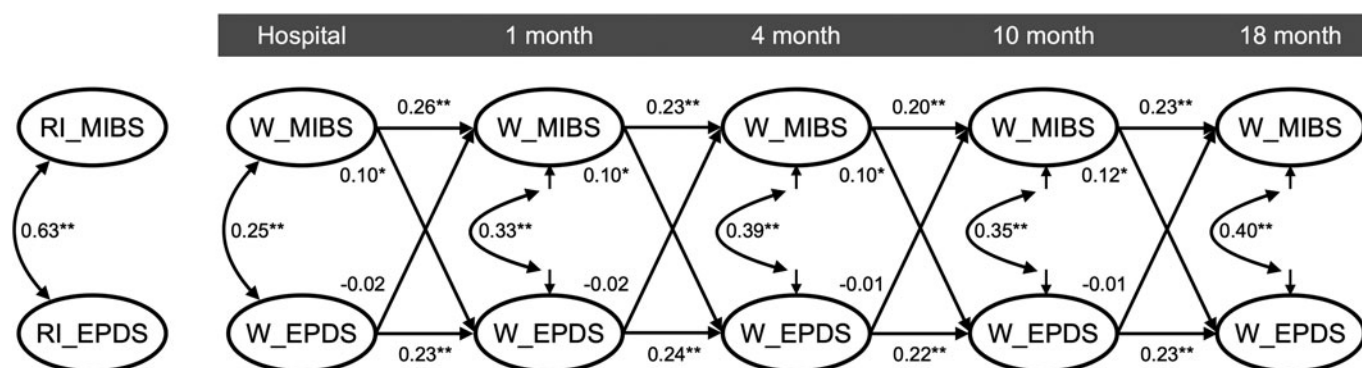 Hospital 1 month 4 month 10 month 18 month
0.26** 0.23** 0.20** 0.23**
RI_MIBS W_MIBS W_MIBS W_MIBS W_MIBS W_MIBS
0.10* 0.10* 0.10* 0.12*
0.63** 0.25** 0.33** 0.39** 0.35** 0.40**
-0.02 -0.02 -0.01 -0.01
RI_EPDS W_EPDS W_EPDS W_EPDS W_EPDS W_EPDS
0.23** 0.24** 0.22** 0.23**